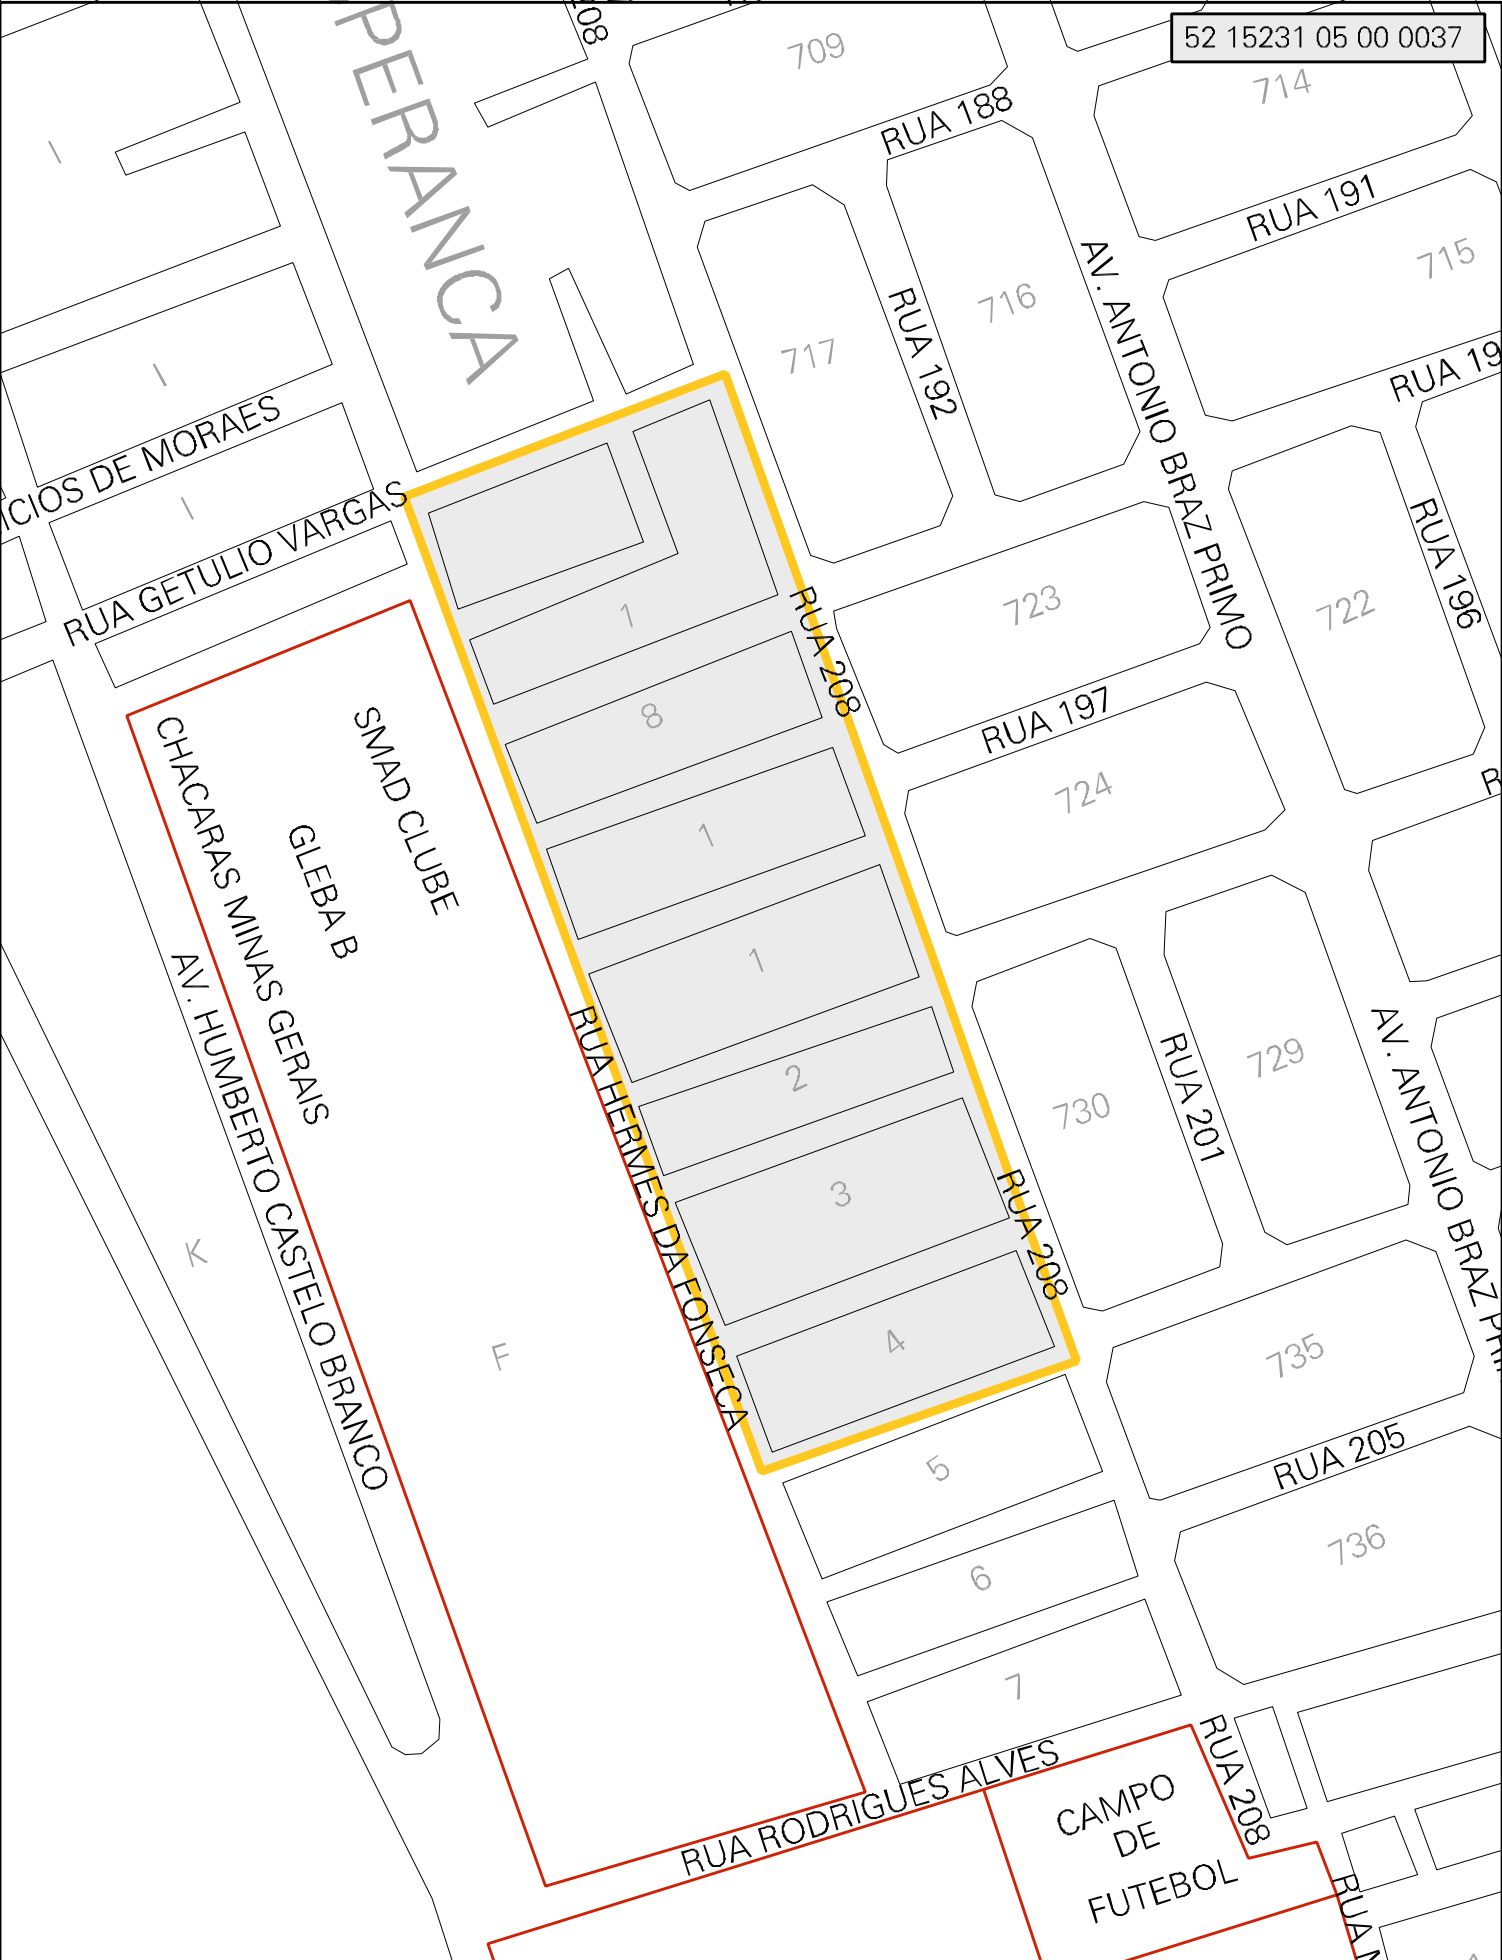 52 15231 05 00 0037
PERANCA
208
709
714
RUA 188
RUA 191
715
716
717
RUA 192
AV. ANTONIO BRAZ PRIMO
RUA 19
I
I
ICIOS DE MORAES
I
RUA GETULIO VARGAS
1
RUA 208
723
722
RUA 196
8
RUA 197
724
1
SMAD CLUBE
GLEBA B
CHACARAS MINAS GERAIS
AV. HUMBERTO CASTELO BRANCO
1
RUA HERMES DA FONSECA
2
730
RUA 201
729
AV. ANTONIO BRAZ PRI
3
RUA 208
K
F
4
735
5
RUA 205
736
6
7
RUA RODRIGUES ALVES
RUA 208
CAMPO
DE
FUTEBOL
RUA
R